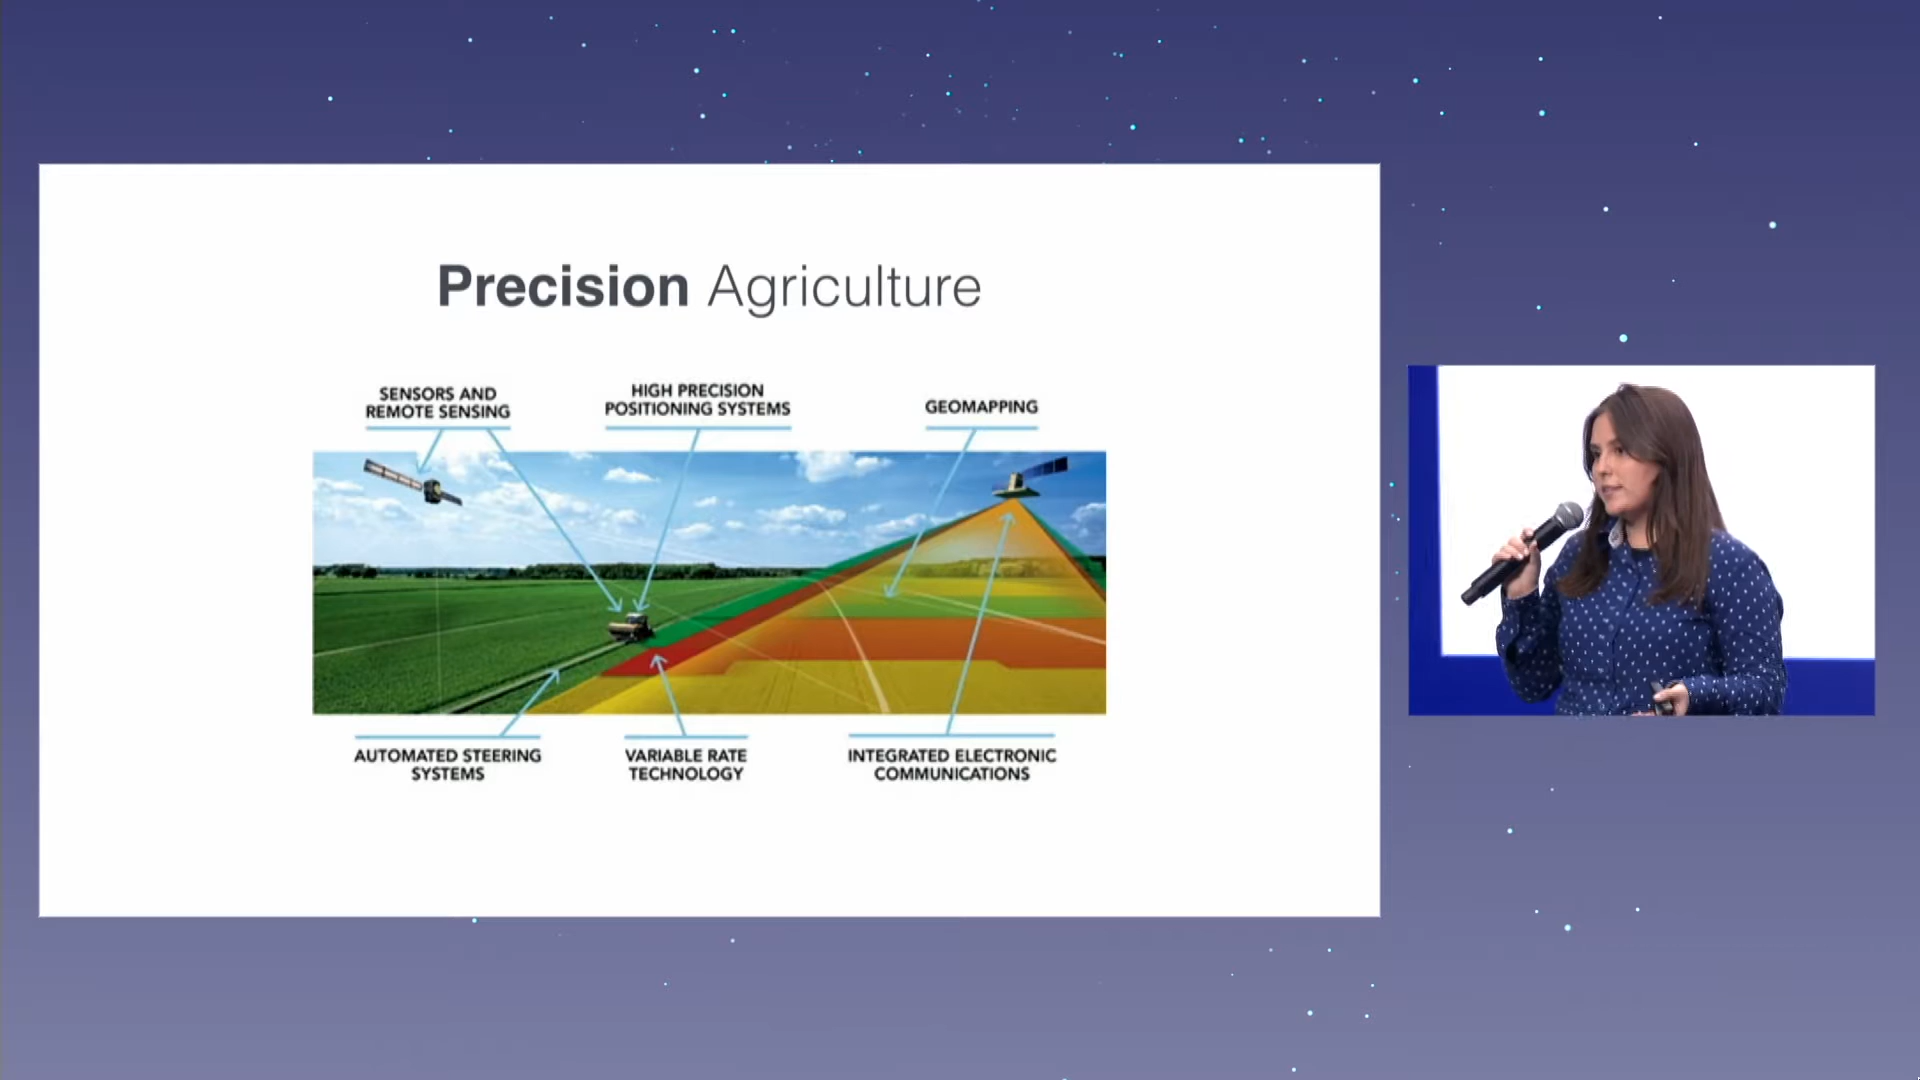 Precision Agriculture
SENSORS AND
REMOTE SENSING
HIGH PRECISION
POSITIONING SYSTEMS
GEOMAPPING
AUTOMATED STEERING
SYSTEMS
VARIABLE RATE
TECHNOLOGY
INTEGRATED ELECTRONIC
COMMUNICATIONS